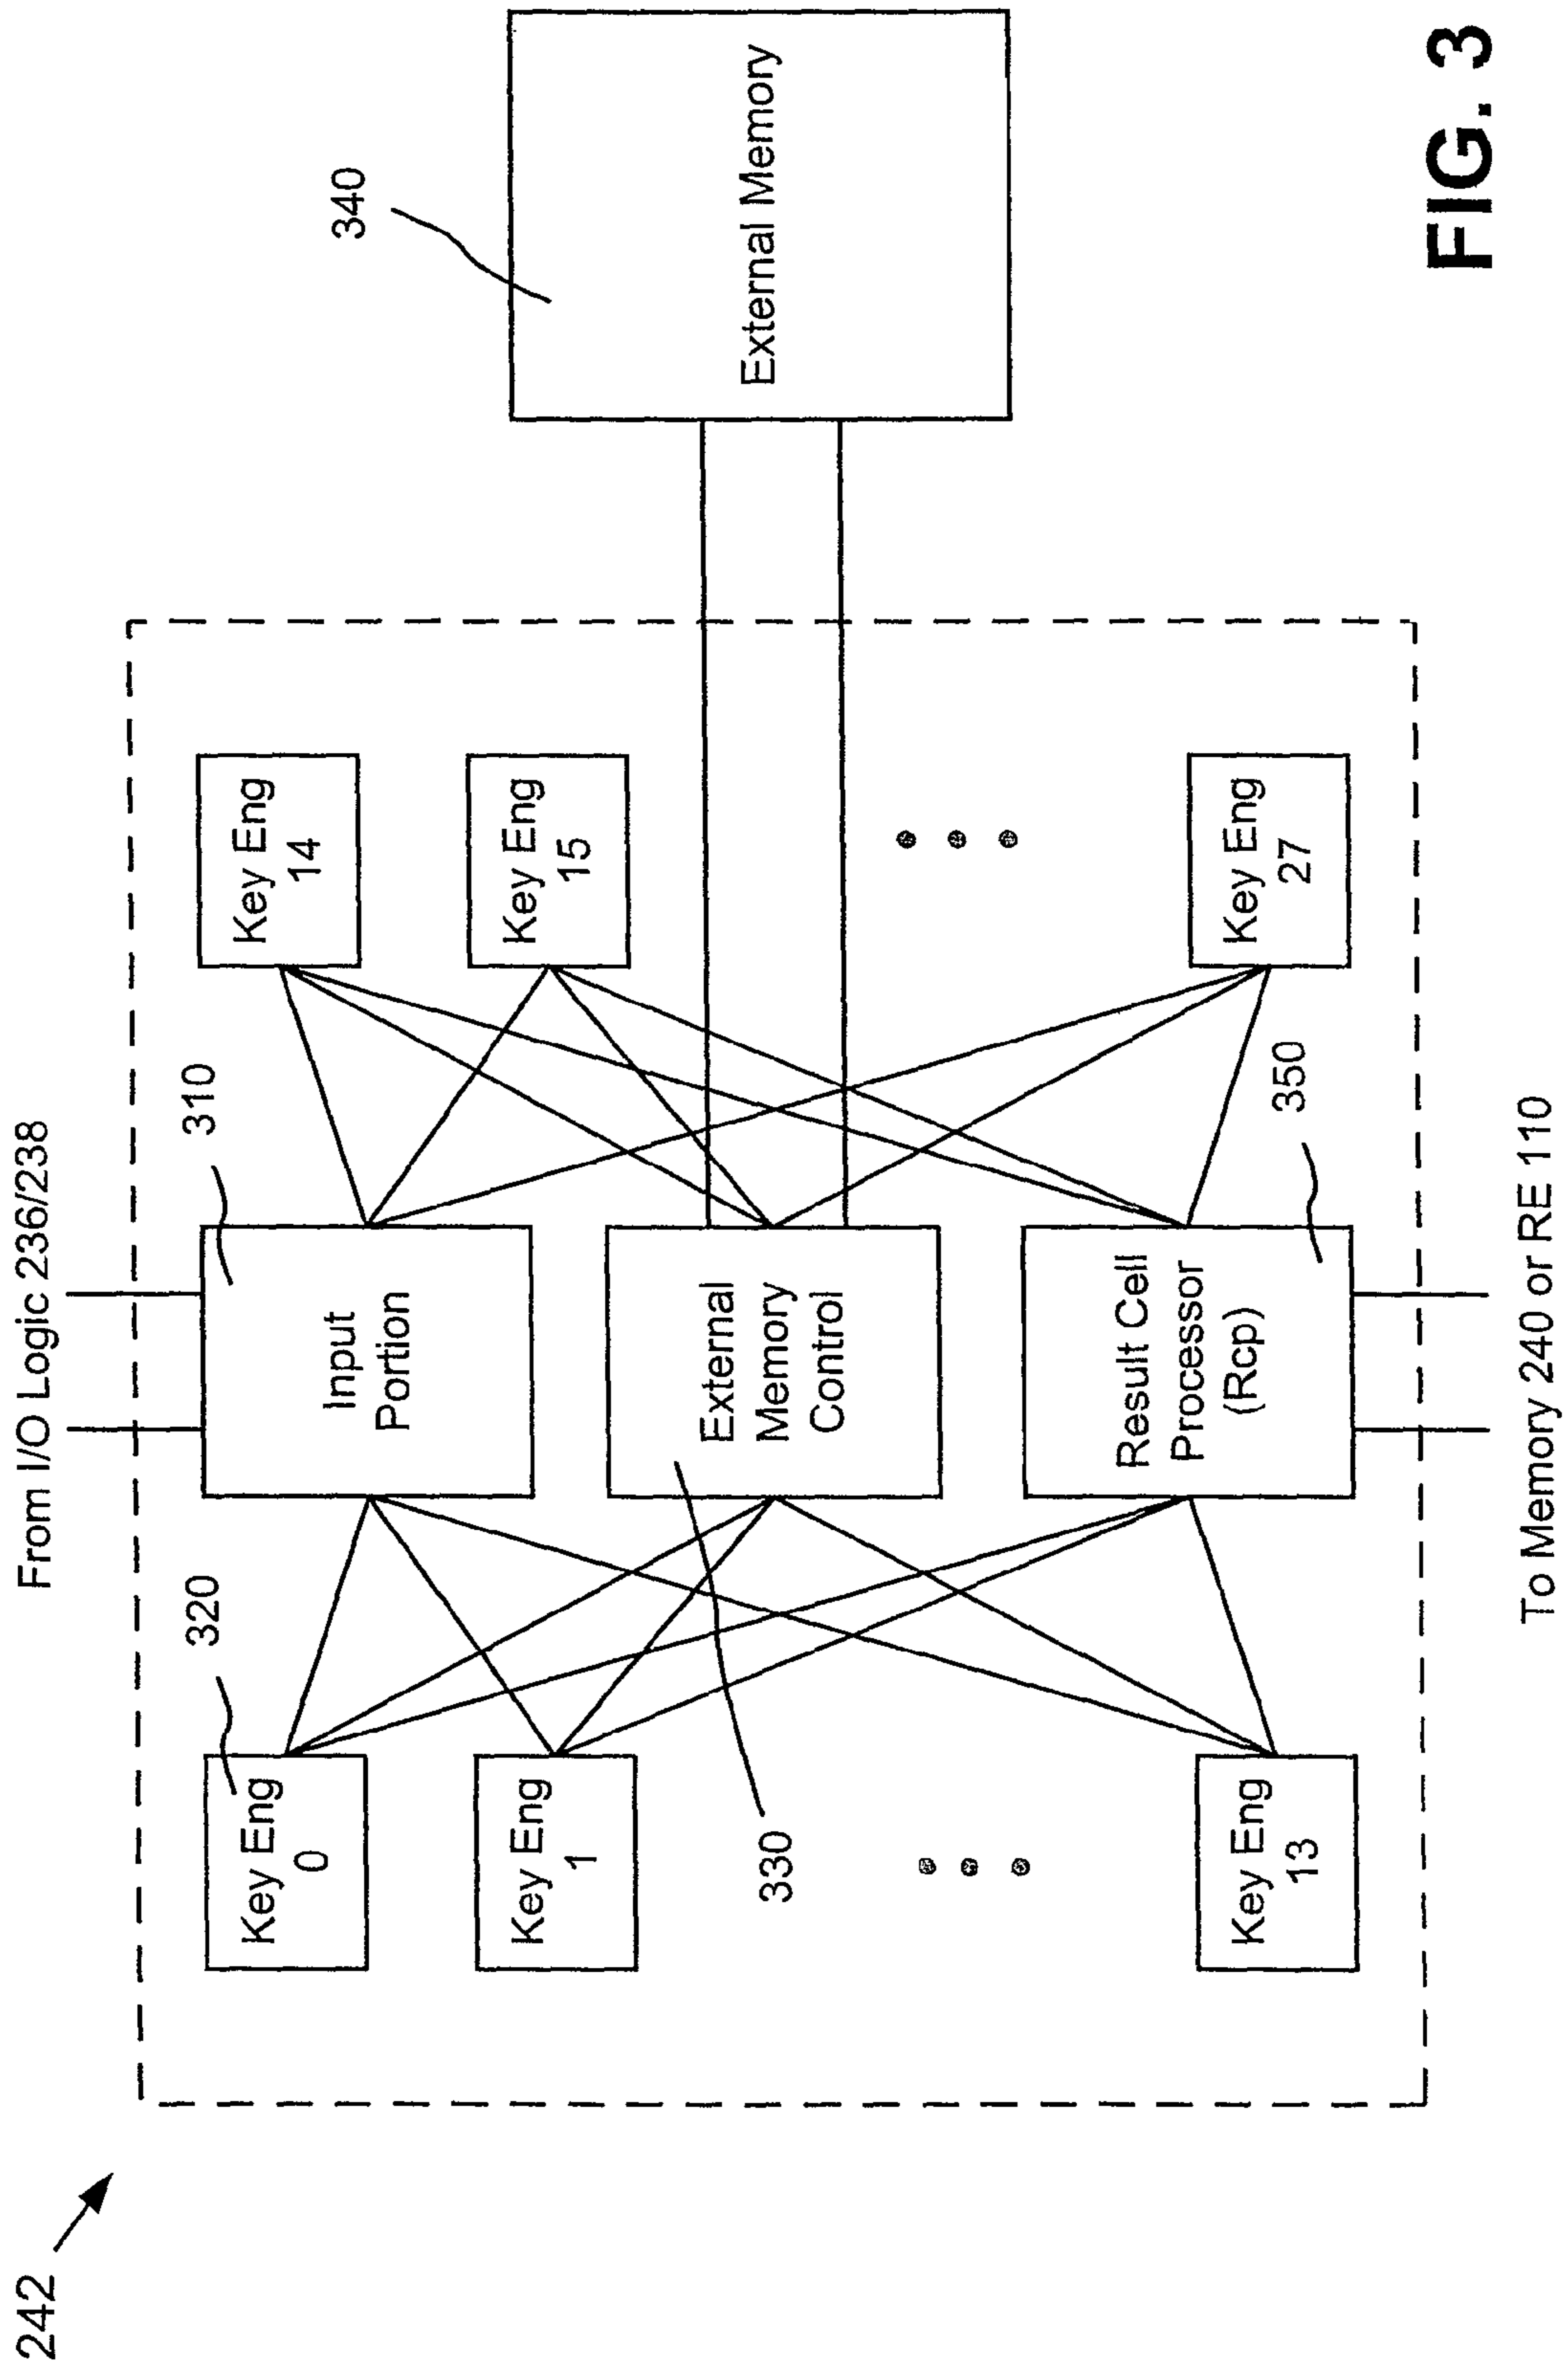 242
From I/O Logic 236/238
320
310
340
Key Eng
0
Input
Portion
Key Eng
14
Key Eng
1
External
Memory
Control
Key Eng
15
External Memory
330
Key Eng
13
Result Cell
Processor
(Rcp)
350
Key Eng
27
To Memory 240 or RE 110
FIG. 3